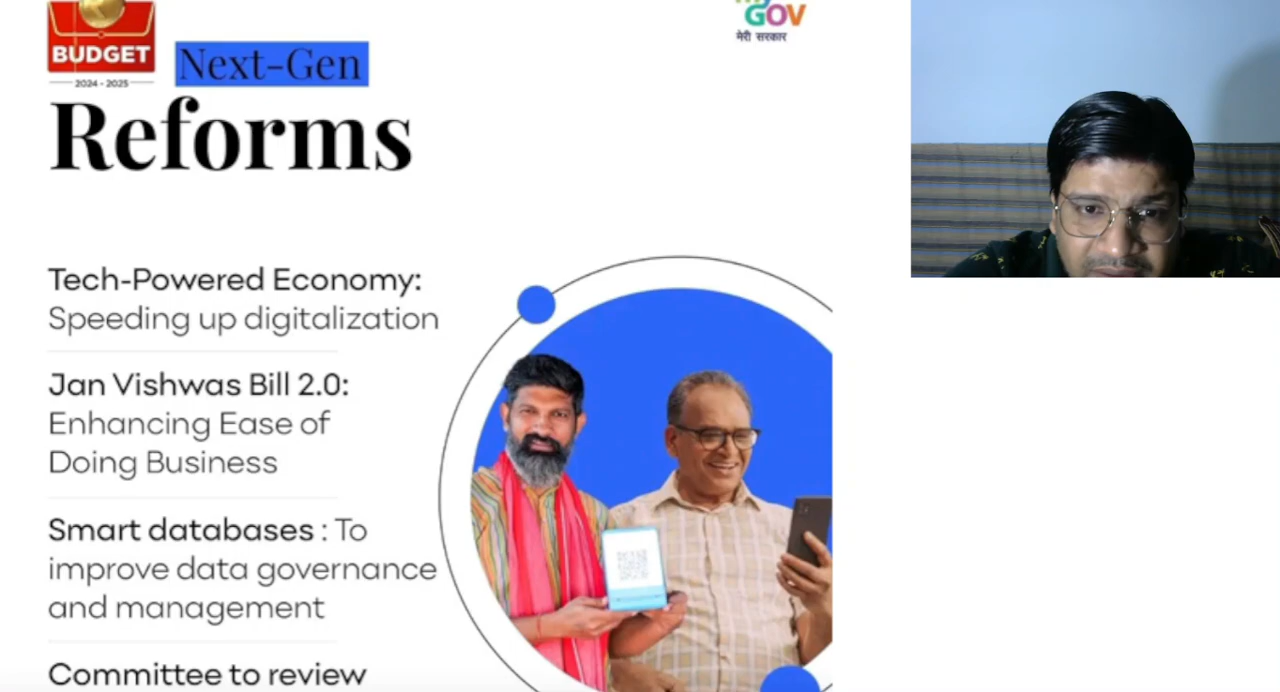 BUDGET
2024 - 2025
Next-Gen
Reforms
GOV
मेरी सरकार
Tech-Powered Economy:
Speeding up digitalization
Jan Vishwas Bill 2.0:
Enhancing Ease of
Doing Business
Smart databases : To
improve data governance
and management
Committee to review